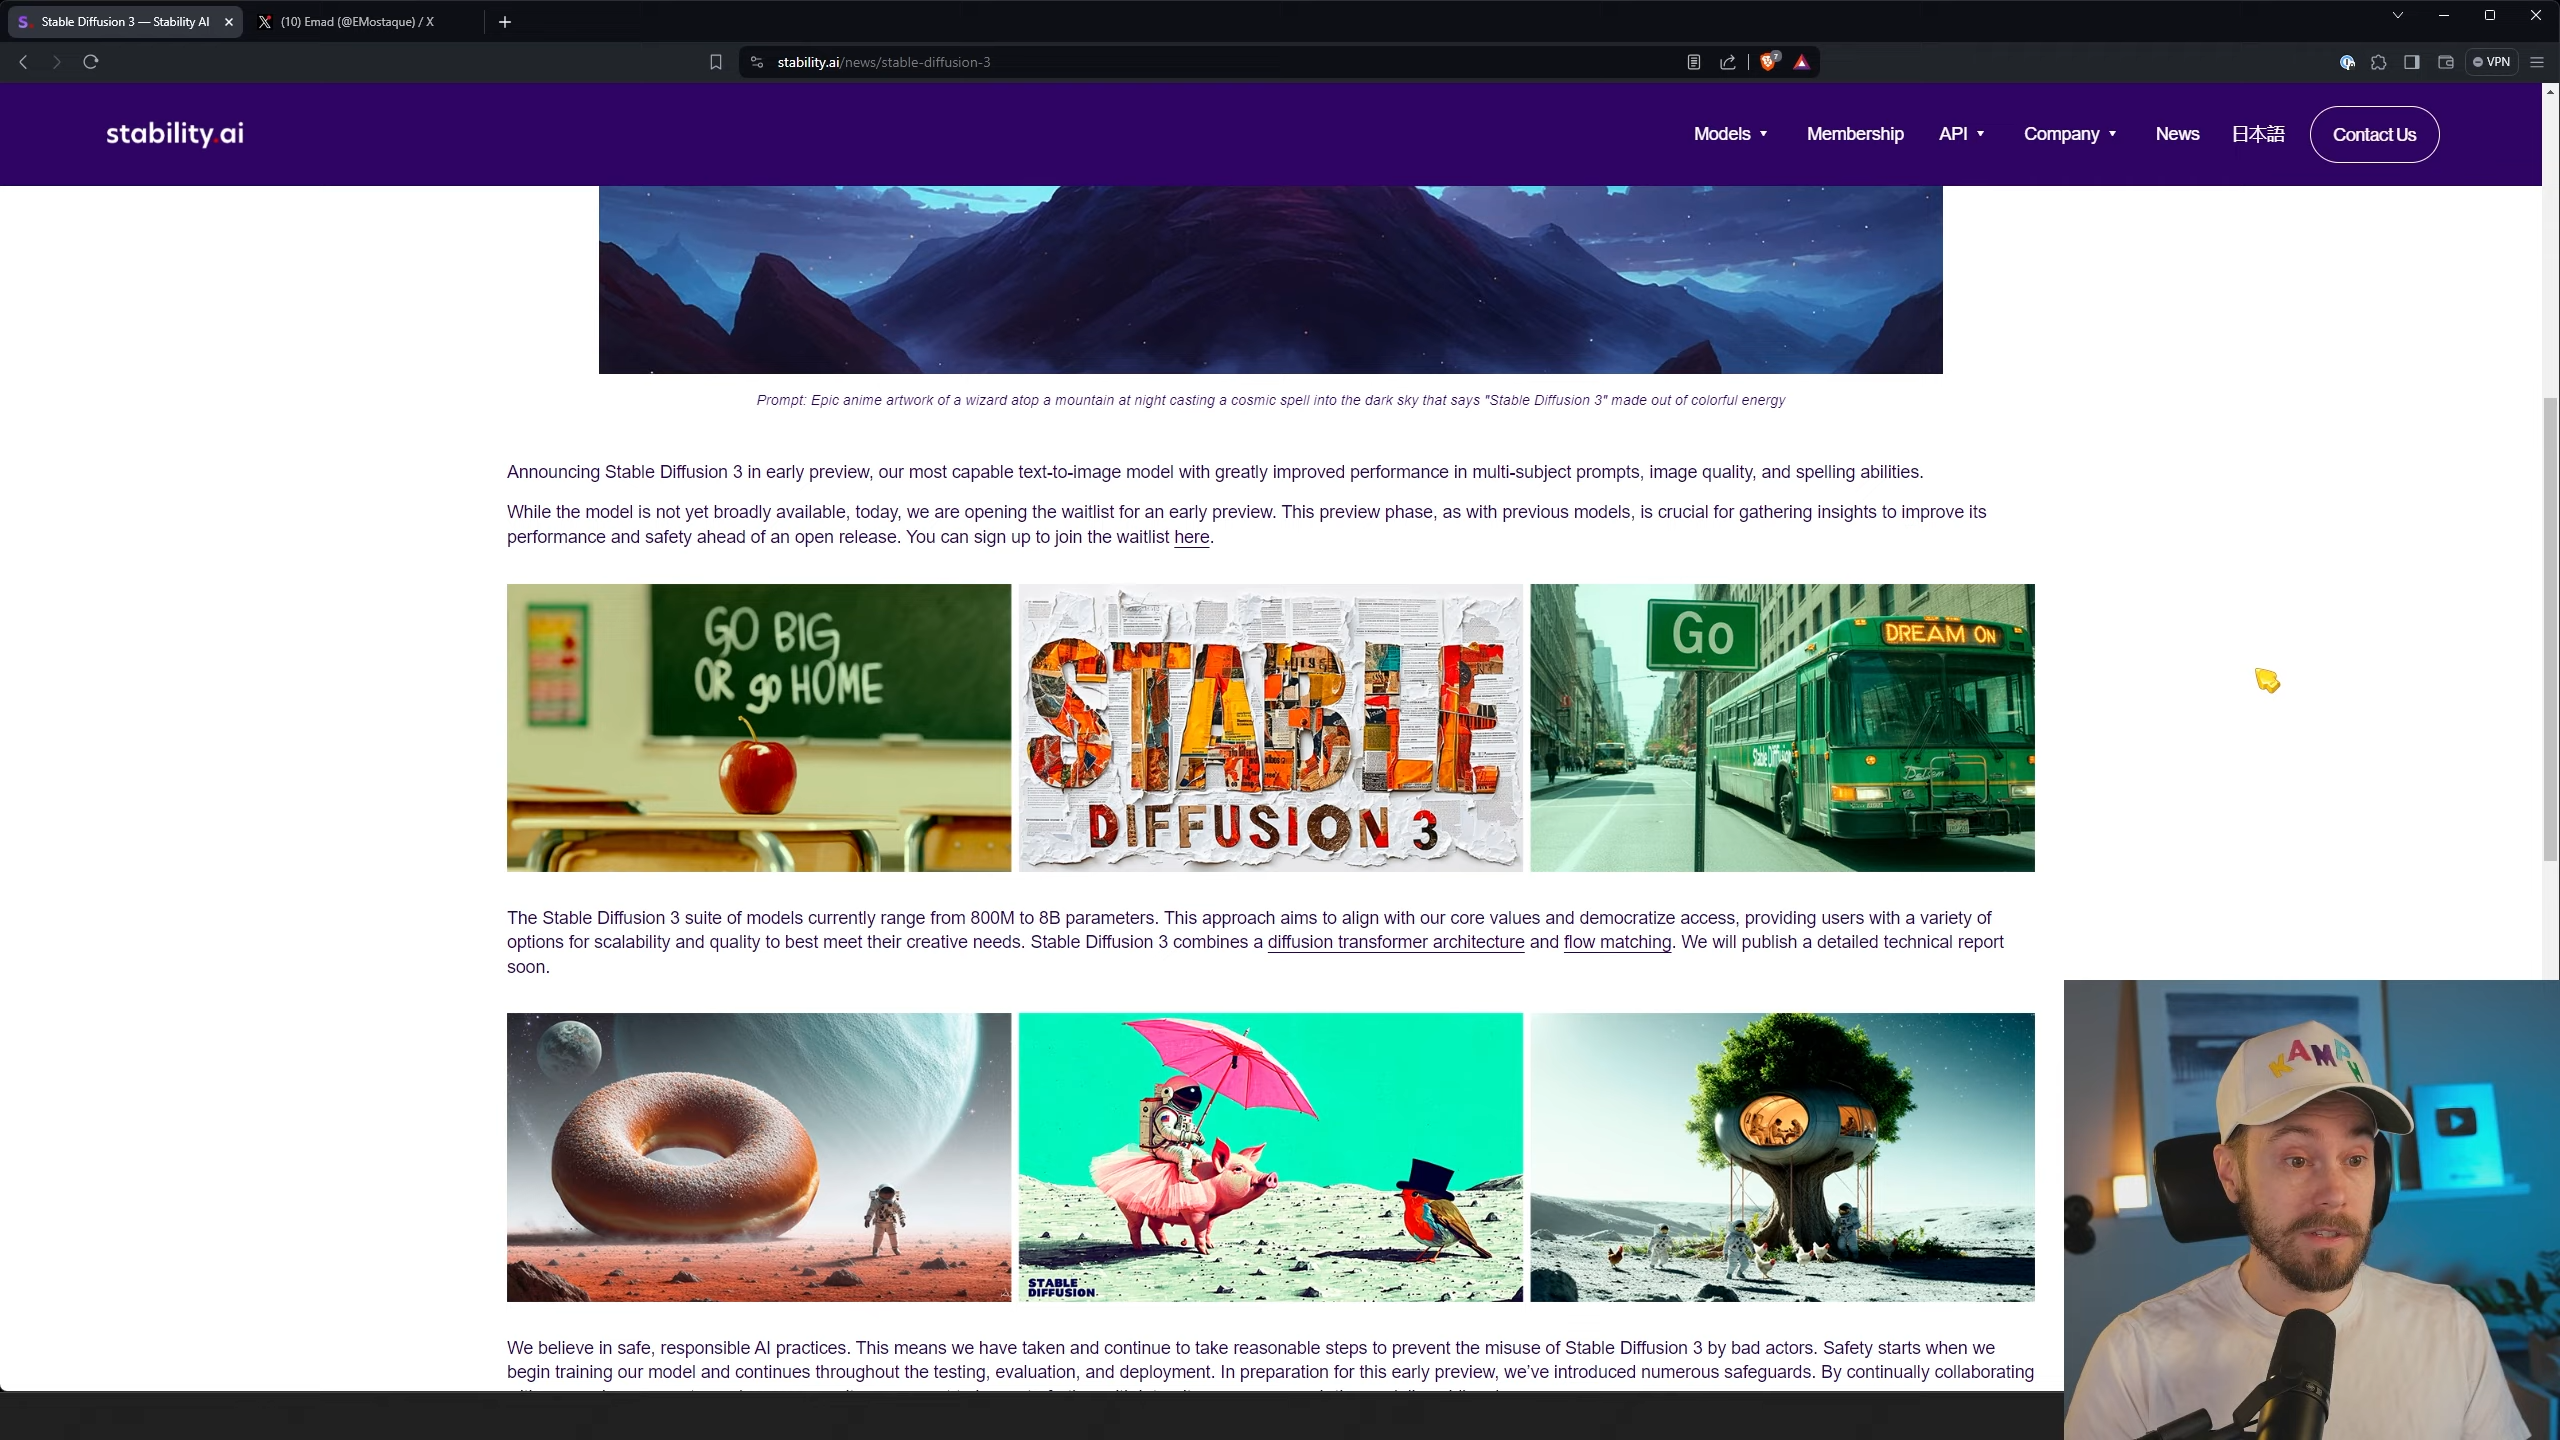 Stable Diffusion 3 — Stability AI
(10) Emad (@EMostaque) / X
stability.ai/news/stable-diffusion-3
7
VPN
stability.ai
Models
Membership
API
Company
News
日本語
Contact Us
Prompt: Epic anime artwork of a wizard atop a mountain at night casting a cosmic spell into the dark sky that says "Stable Diffusion 3" made out of colorful energy
Announcing Stable Diffusion 3 in early preview, our most capable text-to-image model with greatly improved performance in multi-subject prompts, image quality, and spelling abilities.
While the model is not yet broadly available, today, we are opening the waitlist for an early preview. This preview phase, as with previous models, is crucial for gathering insights to improve its
performance and safety ahead of an open release. You can sign up to join the waitlist here.
GO BIG
OR go HOME
STABLE
DIFFUSION 3
Go
DREAM ON
Stable Diffusion
The Stable Diffusion 3 suite of models currently range from 800M to 8B parameters. This approach aims to align with our core values and democratize access, providing users with a variety of
options for scalability and quality to best meet their creative needs. Stable Diffusion 3 combines a diffusion transformer architecture and flow matching. We will publish a detailed technical report
soon.
STABLE
DIFFUSION
We believe in safe, responsible AI practices. This means we have taken and continue to take reasonable steps to prevent the misuse of Stable Diffusion 3 by bad actors. Safety starts when we
begin training our model and continues throughout the testing, evaluation, and deployment. In preparation for this early preview, we've introduced numerous safeguards. By continually collaborating
KAMPH